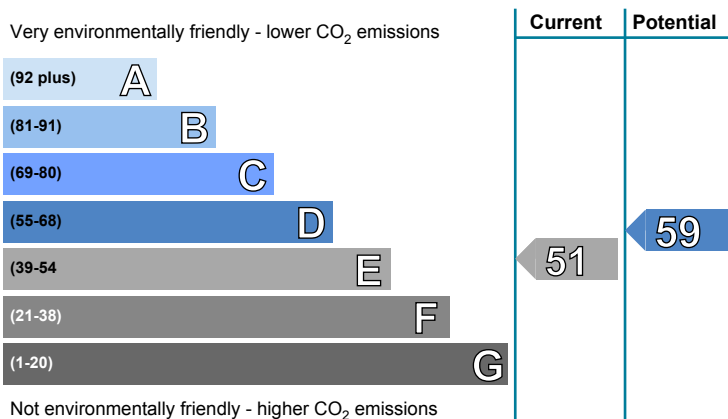 Current Potential
Very environmentally friendly - lower CO2 emissions
(92 plus) A
(81-91) B
(69-80) C
(55-68) D
59
(39-54 E
51
(21-38) F
(1-20) G
Not environmentally friendly - higher CO2 emissions